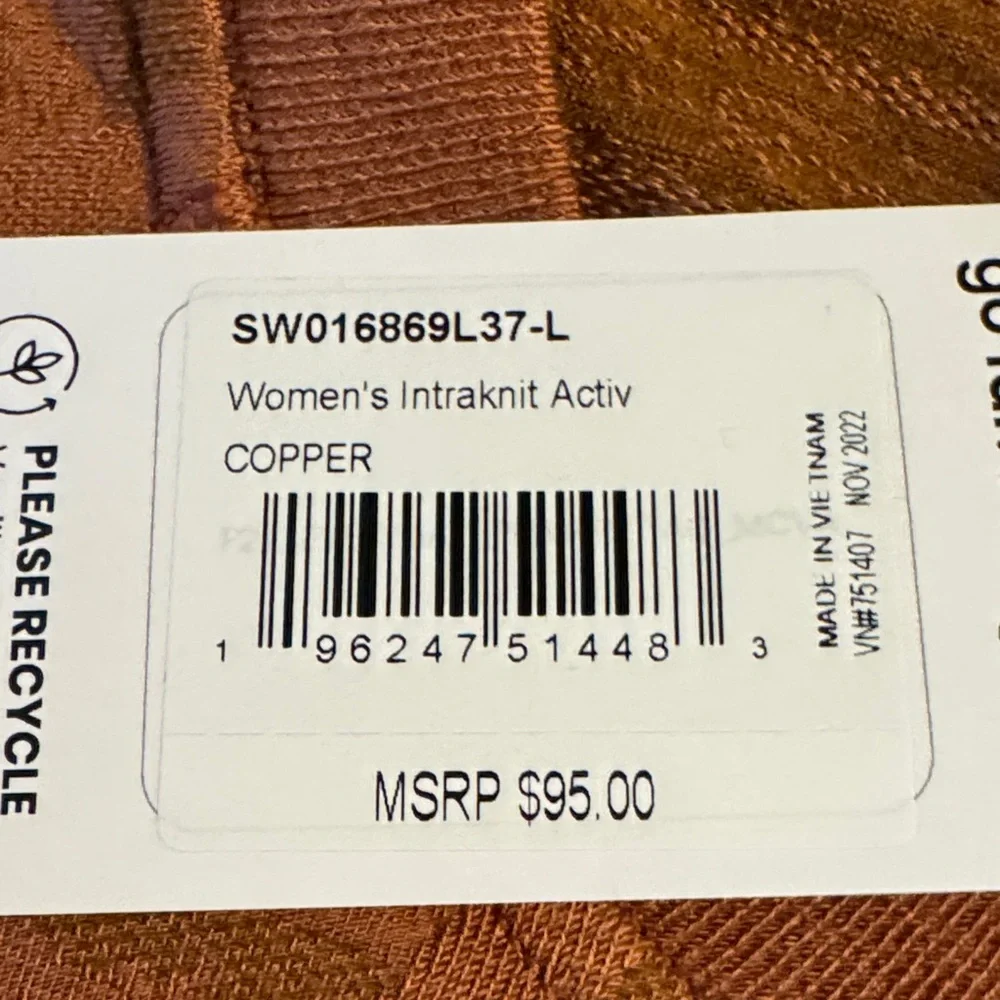 SW016869L37-L
Women's Intraknit Activ
COPPER
1 96247 51448 3
MSRP $95.00
MADE IN VIETNAM
VN#751407 NOV 2022
PLEASE RECYCLE
go